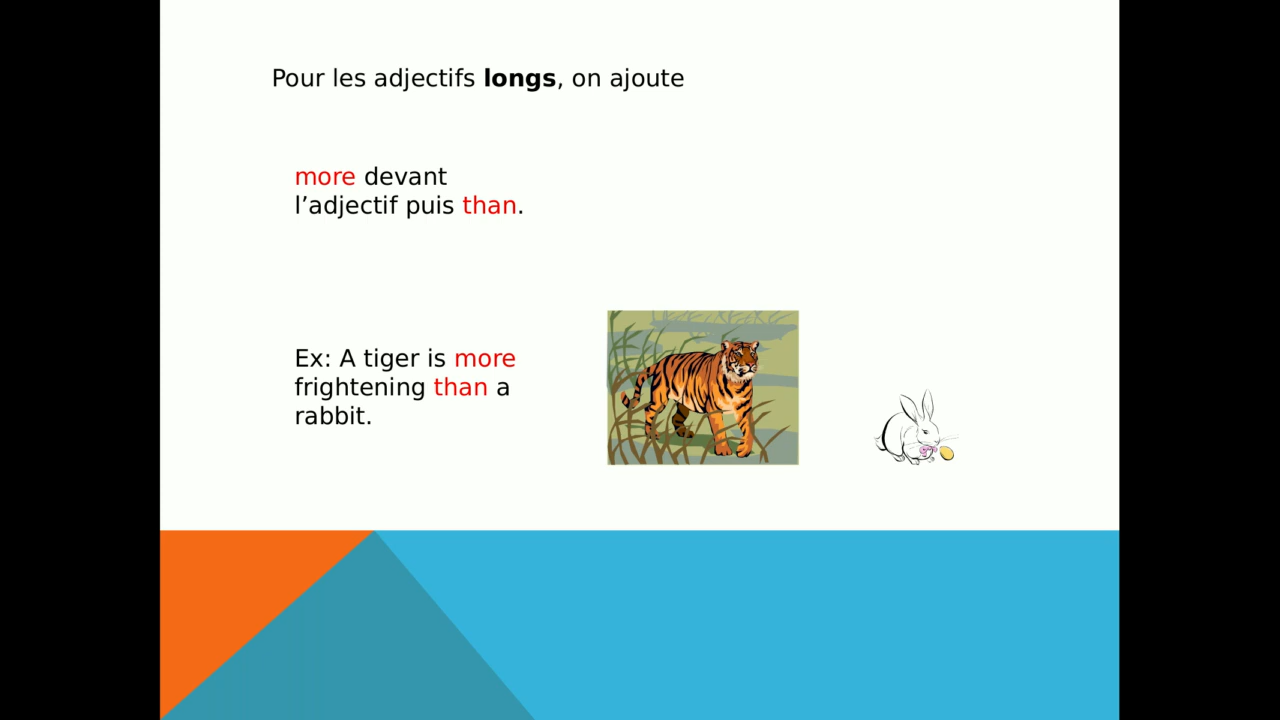 Pour les adjectifs longs, on ajoute
more devant
l’adjectif puis than.
Ex: A tiger is more
frightening than a
rabbit.